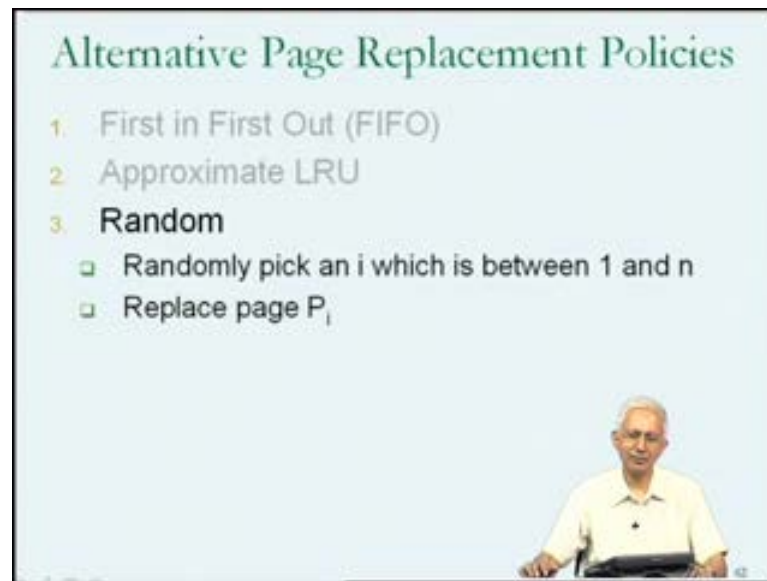 Alternative Page Replacement Policies
1. First in First Out (FIFO)
2. Approximate LRU
3. Random
❑ Randomly pick an i which is between 1 and n
❑ Replace page Pi